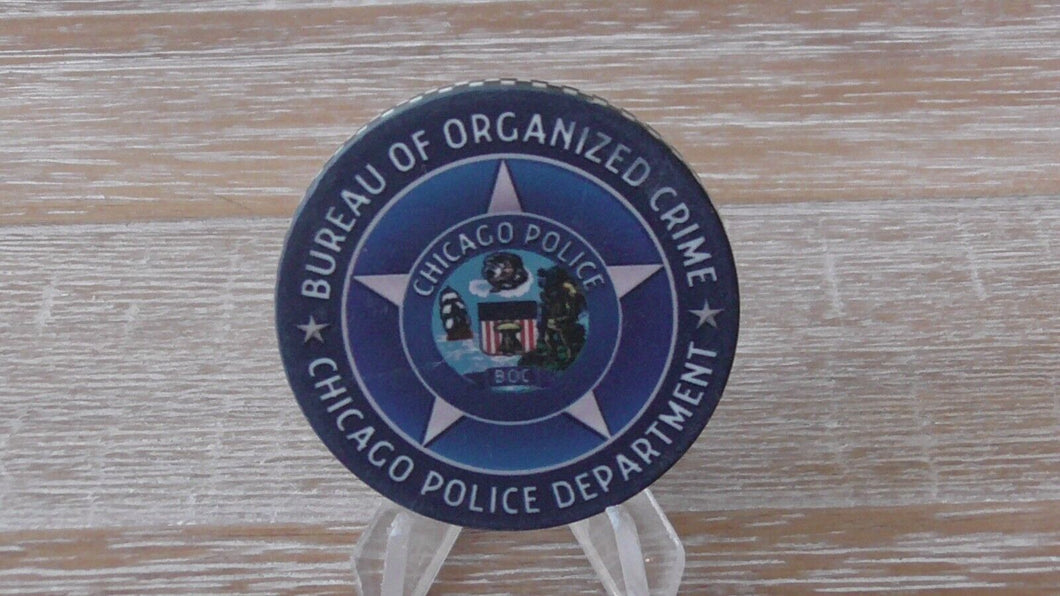 BUREAU OF ORGANIZED CRIME
CHICAGO POLICE DEPARTMENT
CHICAGO POLICE
BOC